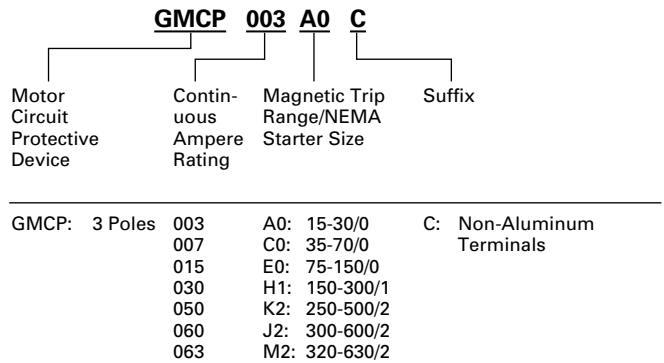 GMCP 003 A0 C
Motor Circuit Protective Device
Contin-uous Ampere Rating
Magnetic Trip Range/NEMA Starter Size
Suffix
GMCP: 3 Poles 003 A0: 15-30/0 C: Non-Aluminum
007 C0: 35-70/0 Terminals
015 E0: 75-150/0
030 H1: 150-300/1
050 K2: 250-500/2
060 J2: 300-600/2
063 M2: 320-630/2